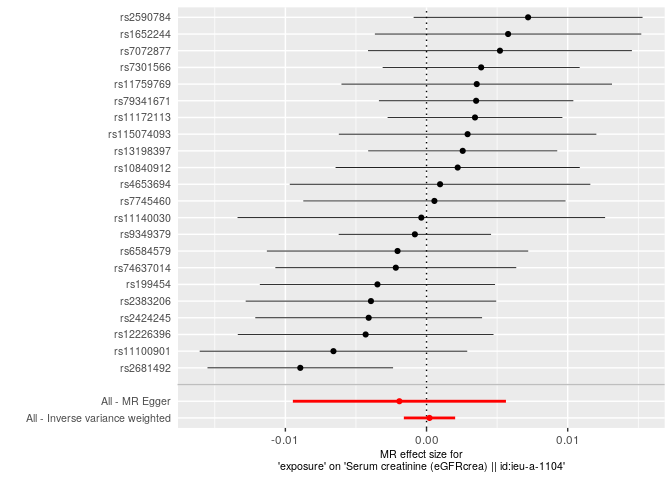 rs2590784
rs1652244
rs7072877
rs7301566
rs11759769
rs79341671
rs11172113
rs115074093
rs13198397
rs10840912
rs4653694
rs7745460
rs11140030
rs9349379
rs6584579
rs74637014
rs199454
rs2383206
rs2424245
rs12226396
rs11100901
rs2681492
All - MR Egger
All - Inverse variance weighted
-0.01 0.00 0.01
MR effect size for
'exposure' on 'Serum creatinine (eGFRcrea) || id:ieu-a-1104'